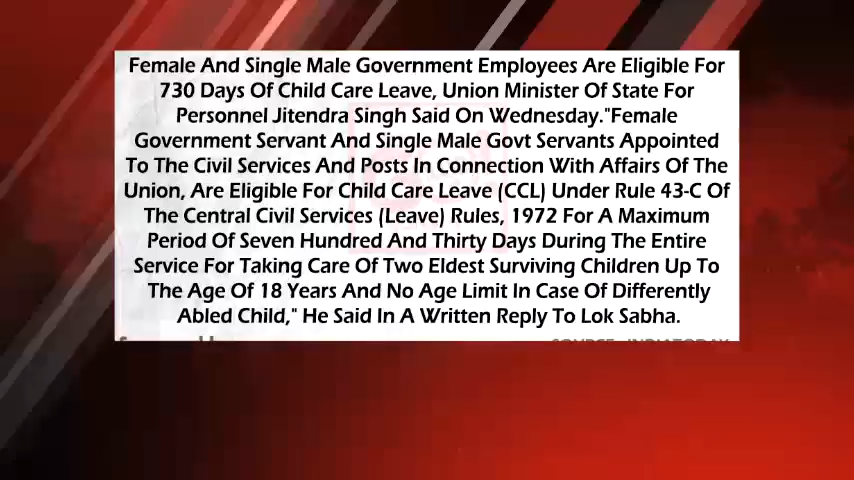 Female And Single Male Government Employees Are Eligible For
730 Days Of Child Care Leave, Union Minister Of State For
Personnel Jitendra Singh Said On Wednesday."Female
Government Servant And Single Male Govt Servants Appointed
To The Civil Services And Posts In Connection With Affairs Of The
Union, Are Eligible For Child Care Leave (CCL) Under Rule 43-C Of
The Central Civil Services (Leave) Rules, 1972 For A Maximum
Period Of Seven Hundred And Thirty Days During The Entire
Service For Taking Care Of Two Eldest Surviving Children Up To
The Age Of 18 Years And No Age Limit In Case Of Differently
Abled Child," He Said In A Written Reply To Lok Sabha.
SOURCE - INDIATODAY